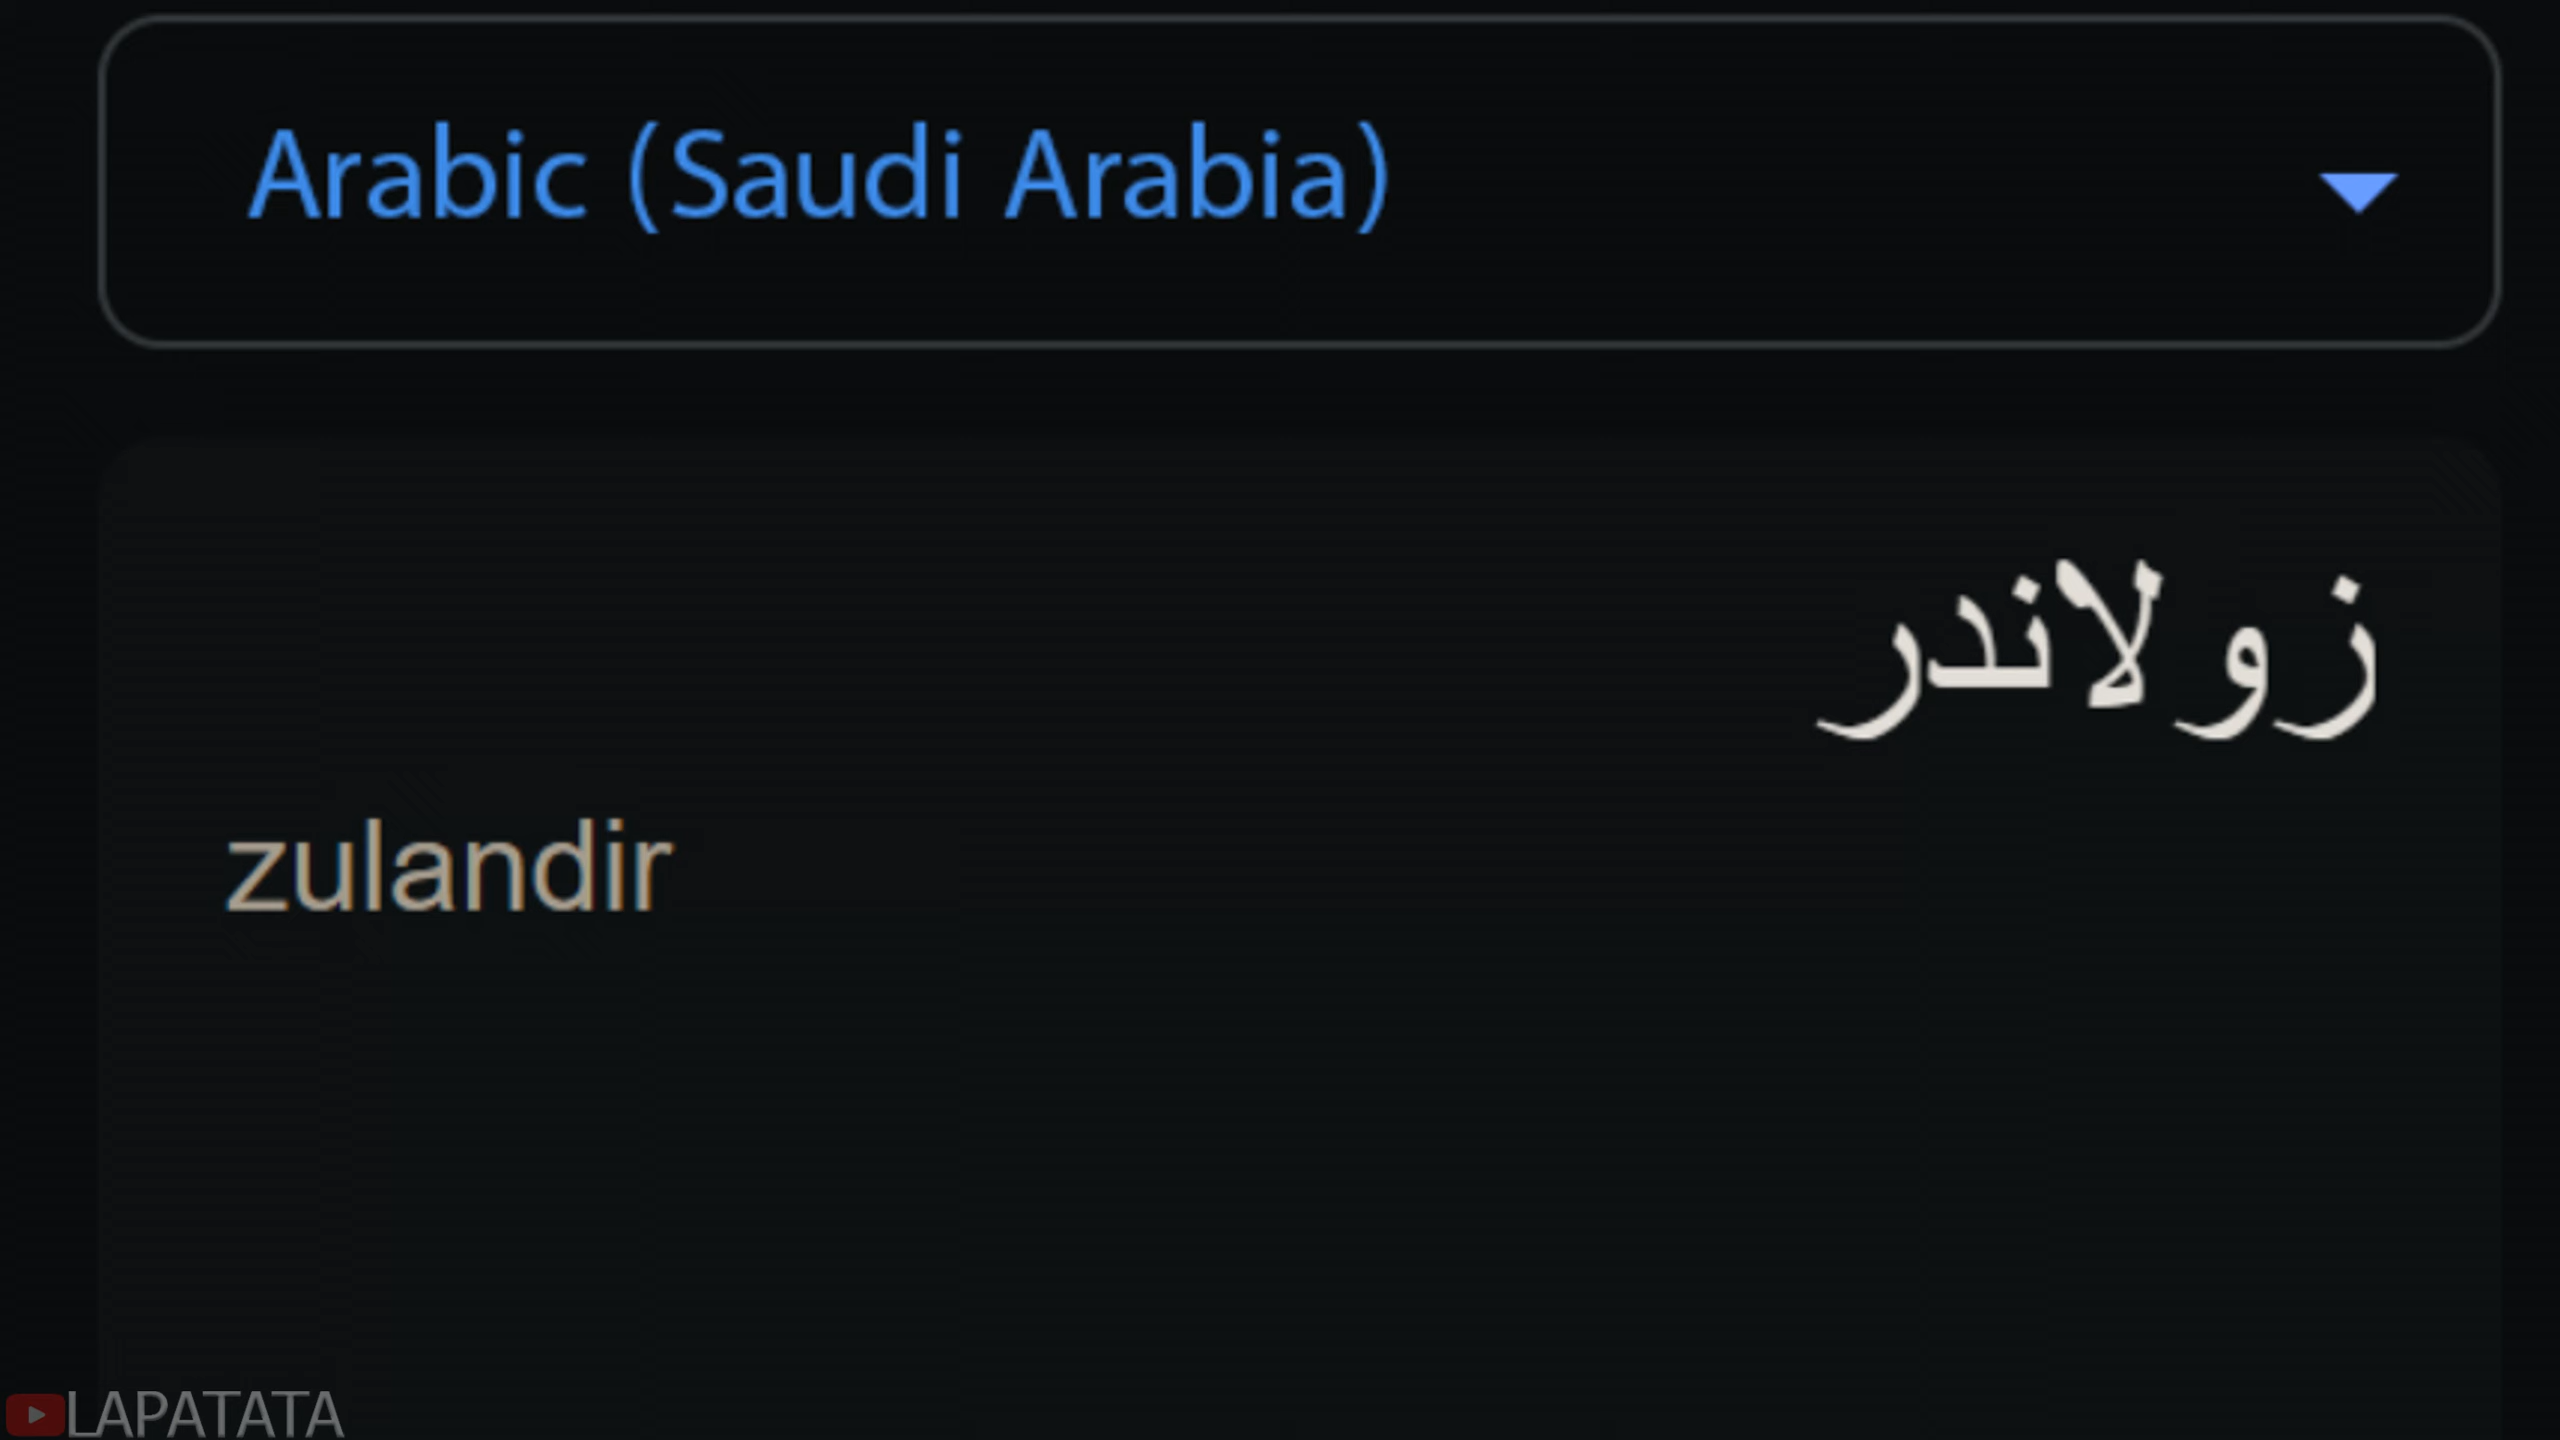 Arabic (Saudi Arabia)
زولاندر
zulandir
LAPATATA